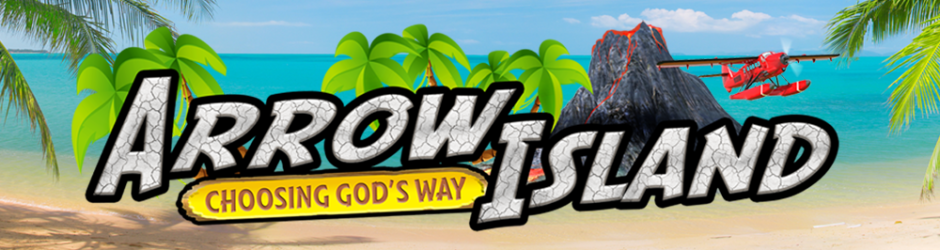 ARROW
ISLAND
CHOOSING GOD'S WAY